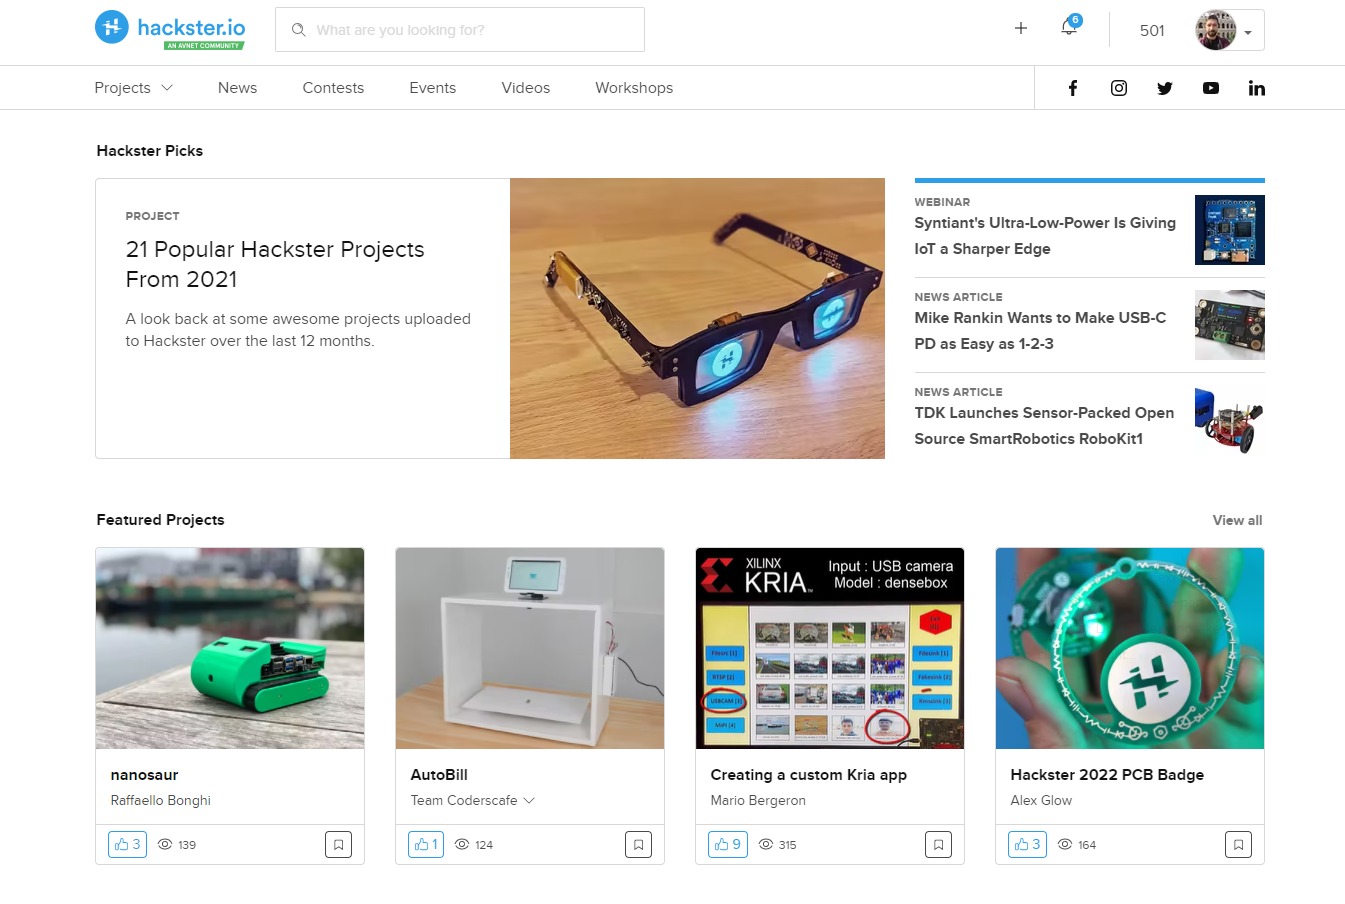 hackster.io
AN AVNET COMMUNITY
What are you looking for?
6
501
Projects
News
Contests
Events
Videos
Workshops
Hackster Picks
PROJECT
21 Popular Hackster Projects
From 2021
A look back at some awesome projects uploaded
to Hackster over the last 12 months.
WEBINAR
Syntiant's Ultra-Low-Power Is Giving
IoT a Sharper Edge
NEWS ARTICLE
Mike Rankin Wants to Make USB-C
PD as Easy as 1-2-3
NEWS ARTICLE
TDK Launches Sensor-Packed Open
Source SmartRobotics RoboKit1
Featured Projects
View all
nanosaur
Raffaello Bonghi
3
139
AutoBill
Team Coderscafe
1
124
XILINX
KRIA
Input : USB camera
Model : densebox
USBCAM [3]
MIPI [4]
Creating a custom Kria app
Mario Bergeron
9
315
Hackster 2022 PCB Badge
Alex Glow
3
164